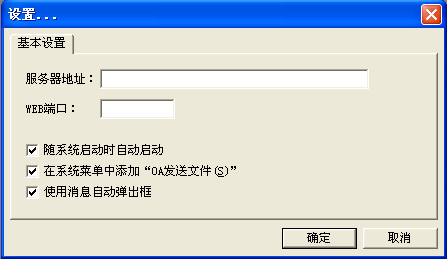 设置...
基本设置
服务器地址：
WEB端口：
随系统启动时自动启动
在系统菜单中添加“OA发送文件(S)”
使用消息自动弹出框
确定 取消